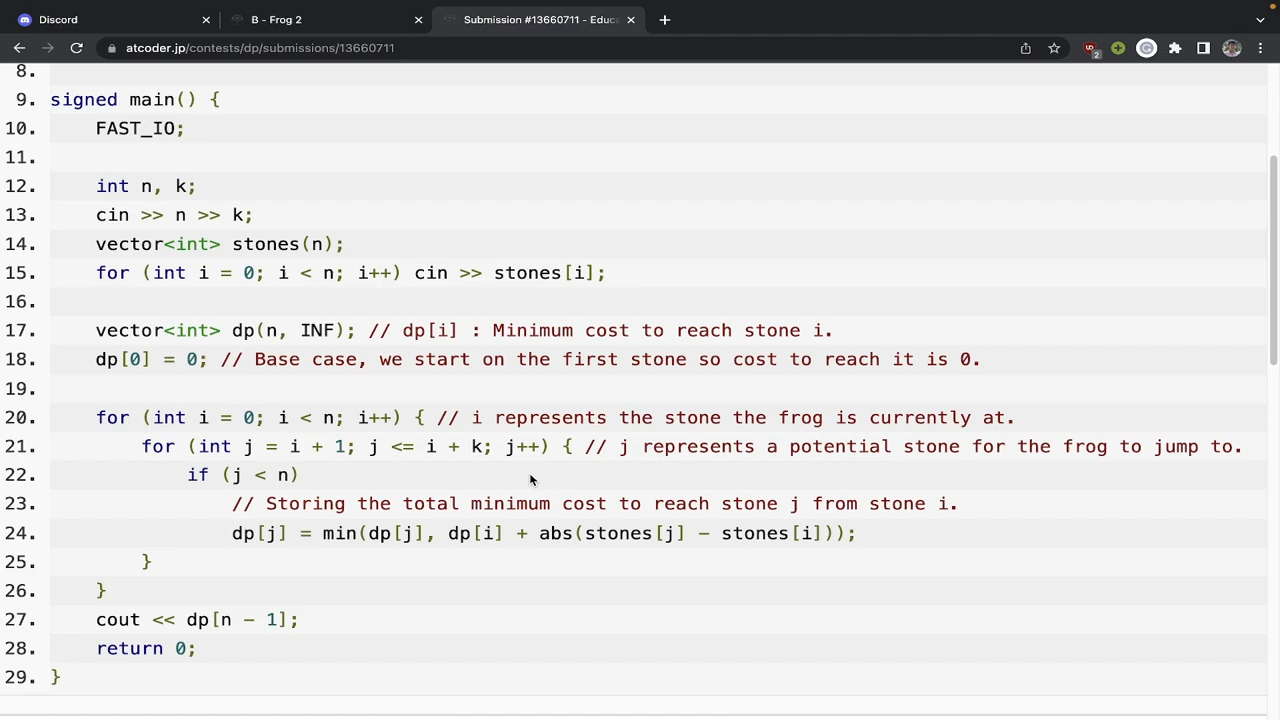 Discord
B - Frog 2
Submission #13660711 - Educa
atcoder.jp/contests/dp/submissions/13660711
2
8.
9. signed main() {
10. FAST_IO;
11.
12. int n, k;
13. cin >> n >> k;
14. vector<int> stones(n);
15. for (int i = 0; i < n; i++) cin >> stones[i];
16.
17. vector<int> dp(n, INF); // dp[i] : Minimum cost to reach stone i.
18. dp[0] = 0; // Base case, we start on the first stone so cost to reach it is 0.
19.
20. for (int i = 0; i < n; i++) { // i represents the stone the frog is currently at.
21. for (int j = i + 1; j <= i + k; j++) { // j represents a potential stone for the frog to jump to.
22. if (j < n)
23. // Storing the total minimum cost to reach stone j from stone i.
24. dp[j] = min(dp[j], dp[i] + abs(stones[j] - stones[i]));
25. }
26. }
27. cout << dp[n - 1];
28. return 0;
29. }